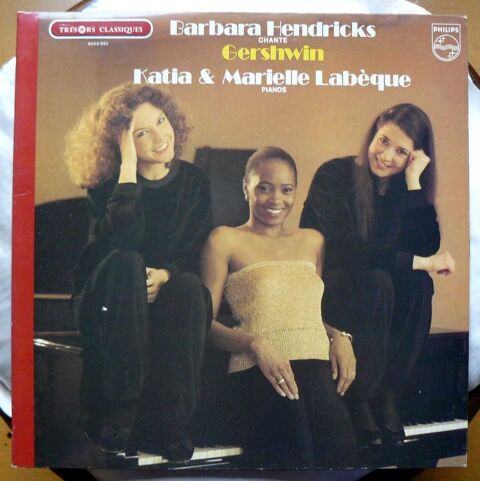 TRÉSORS CLASSIQUES
Barbara Hendricks
CHANTE
Gershwin
Katia & Marielle Labèque
PIANOS
PHILIPS